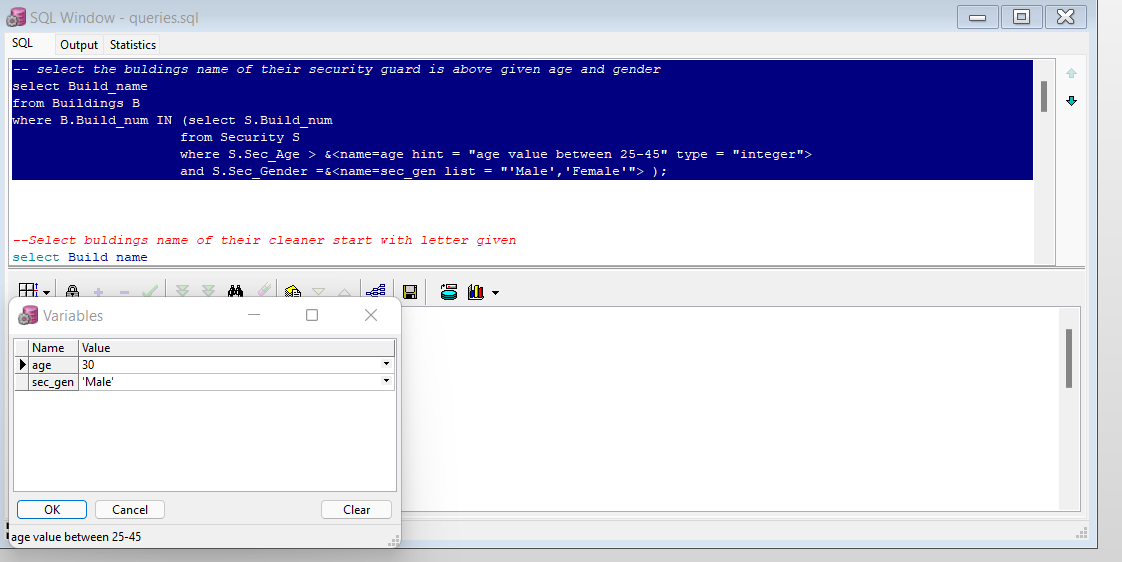 SQL Window - queries.sql
SQL Output Statistics
-- select the buldings name of their security guard is above given age and gender
select Build_name
from Buildings B
where B.Build_num IN (select S.Build_num
from Security S
where S.Sec_Age > &<name=age hint = "age value between 25-45" type = "integer">
and S.Sec_Gender =&<name=sec_gen list = "'Male','Female'"> );
--Select buldings name of their cleaner start with letter given
select Build name
Variables
Name Value
age 30
sec_gen 'Male'
OK Cancel Clear
age value between 25-45